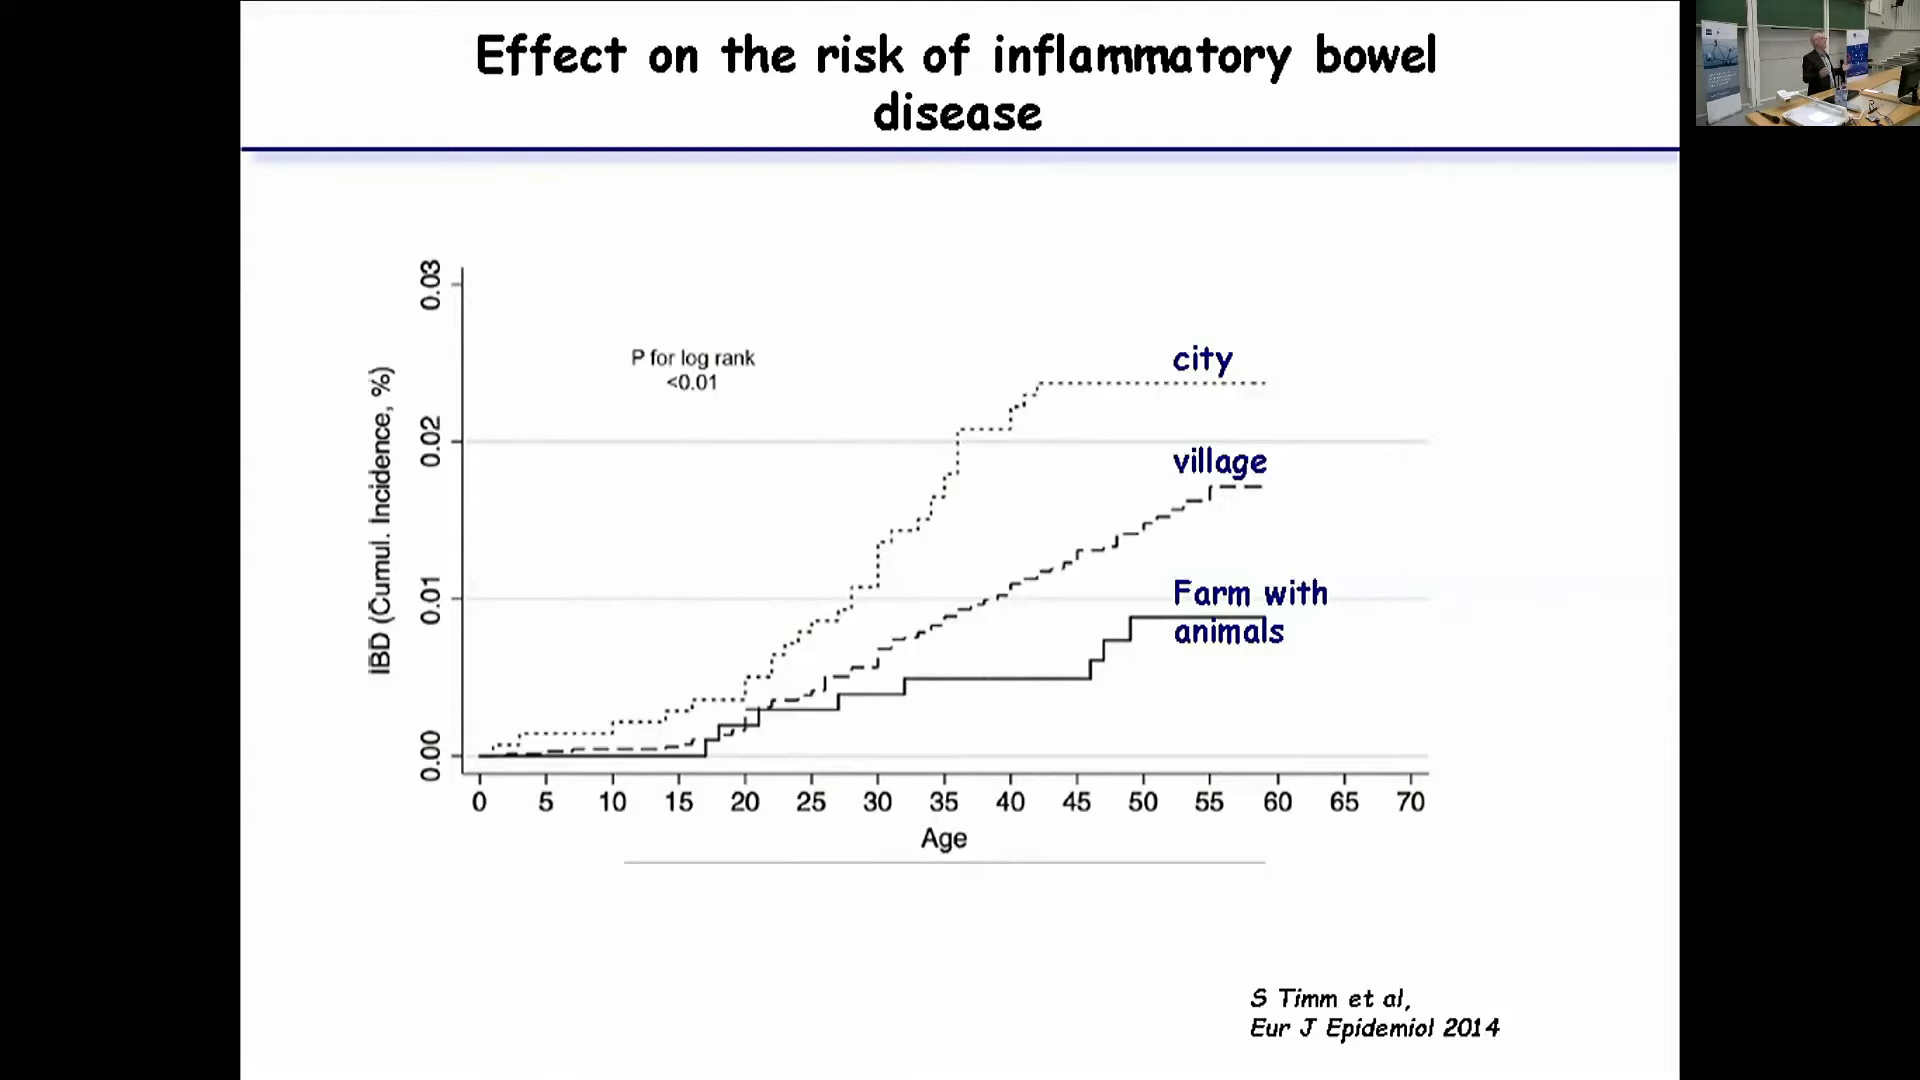 Effect on the risk of inflammatory bowel
disease
0.03
0.02
0.01
0.00
IBD (Cumul. Incidence, %)
P for log rank
<0.01
city
village
Farm with
animals
0 5 10 15 20 25 30 35 40 45 50 55 60 65 70
Age
S Timm et al,
Eur J Epidemiol 2014